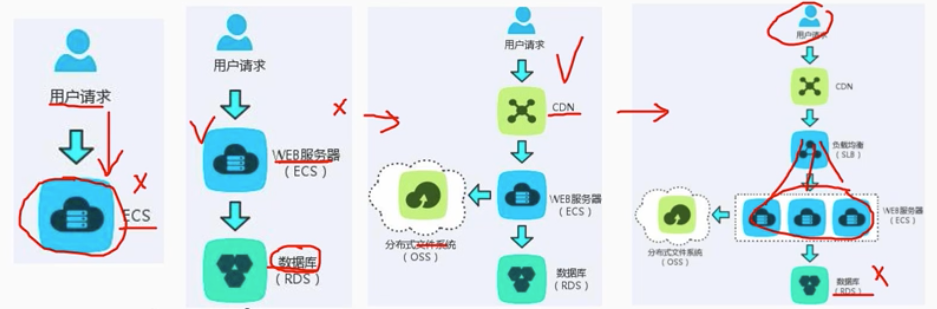 用户请求
ECS
用户请求
WEB服务器
（ECS）
数据库
（RDS）
用户请求
CDN
WEB服务器
（ECS）
分布式文件系统
（OSS）
数据库
（RDS）
用户请求
CDN
负载均衡
（SLB）
WEB服务器
（ECS）
分布式文件系统
（OSS）
数据库
（RDS）